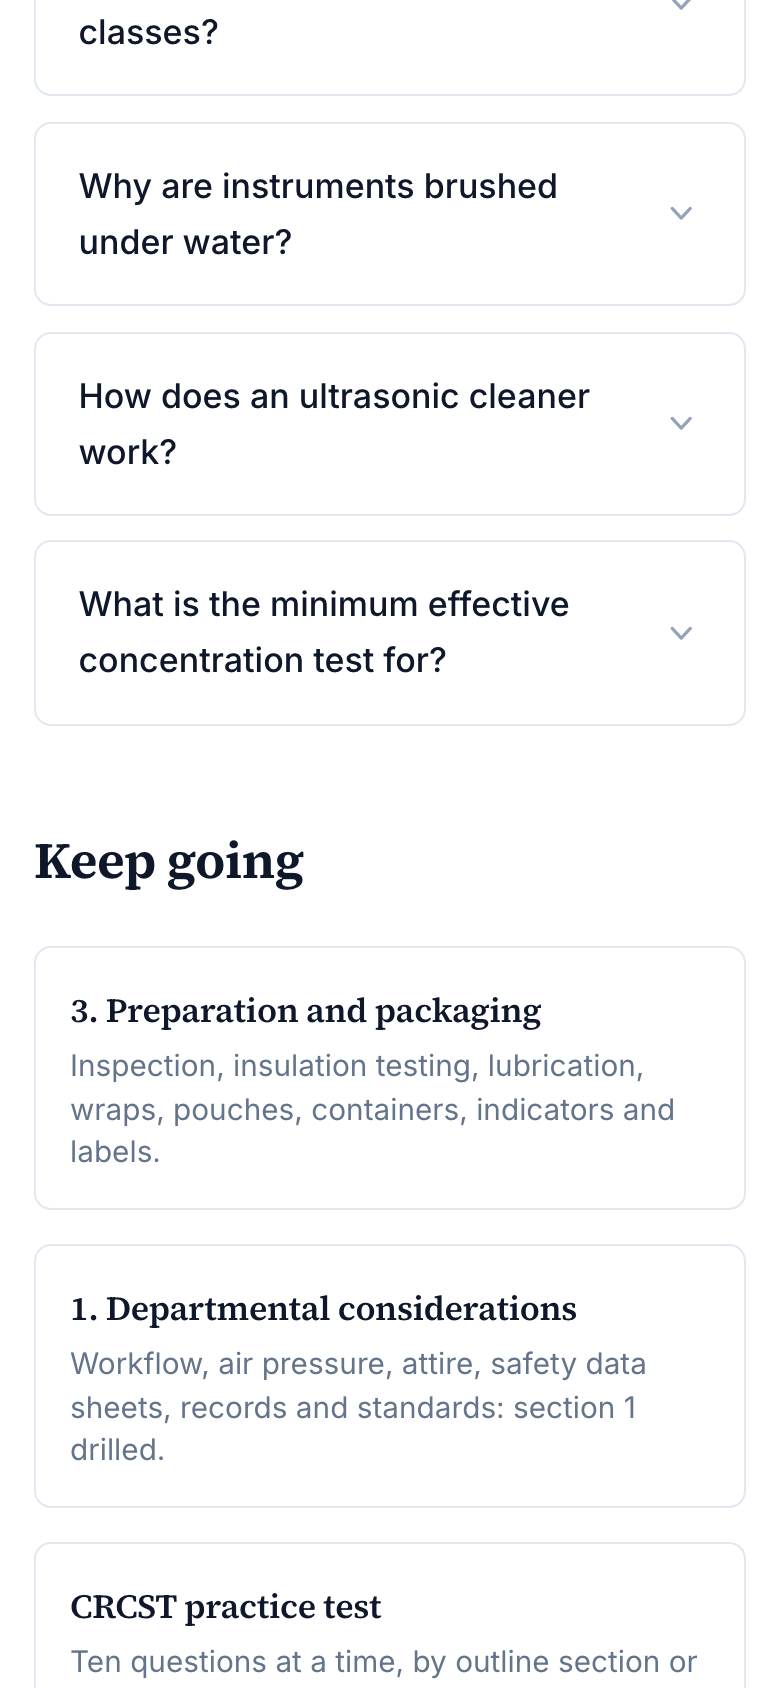 classes?
Why are instruments brushed
under water?
How does an ultrasonic cleaner
work?
What is the minimum effective
concentration test for?
Keep going
3. Preparation and packaging
Inspection, insulation testing, lubrication,
wraps, pouches, containers, indicators and
labels.
1. Departmental considerations
Workflow, air pressure, attire, safety data
sheets, records and standards: section 1
drilled.
CRCST practice test
Ten questions at a time, by outline section or